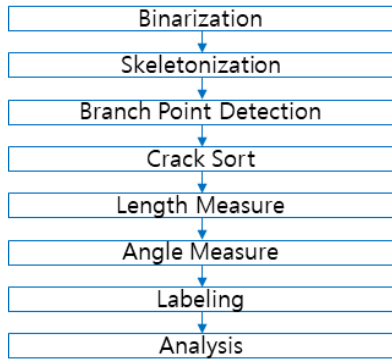 Binarization
Skeletonization
Branch Point Detection
Crack Sort
Length Measure
Angle Measure
Labeling
Analysis